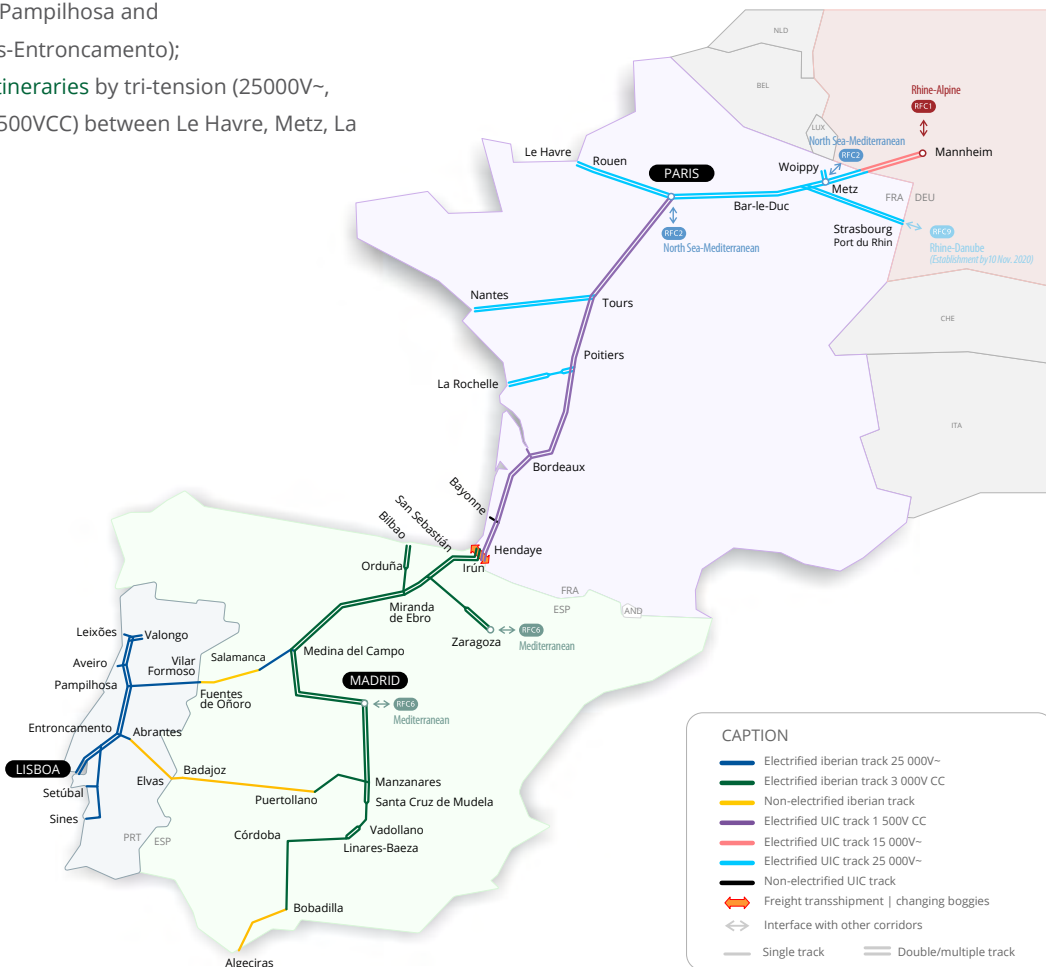 Pampilhosa and
s-Entroncamento);
tineraries by tri-tension (25000V~,
500VCC) between Le Havre, Metz, La
NLD
BEL
LUX
Rhine-Alpine
RFC1
North Sea-Mediterranean
RFC2
Mannheim
Le Havre
Rouen
PARIS
Woippy
Metz
Bar-le-Duc
FRA
DEU
RFC2
North Sea-Mediterranean
Strasbourg
Port du Rhin
RFC9
Rhine-Danube
(Establishment by 10 Nov. 2020)
Nantes
Tours
CHE
Poitiers
La Rochelle
ITA
Bordeaux
Bayonne
San Sebastián
Bilbao
Hendaye
Irún
Orduña
FRA
ESP
AND
Miranda
de Ebro
Zaragoza
RFC6
Mediterranean
Leixões
Valongo
Aveiro
Vilar
Formoso
Salamanca
Medina del Campo
Pampilhosa
Fuentes
de Oñoro
MADRID
RFC6
Mediterranean
Entroncamento
Abrantes
LISBOA
Elvas
Badajoz
Setúbal
Puertollano
Manzanares
Santa Cruz de Mudela
Sines
PRT
ESP
Córdoba
Vadollano
Linares-Baeza
Bobadilla
Algeciras
CAPTION
Electrified iberian track 25 000V~
Electrified iberian track 3 000V CC
Non-electrified iberian track
Electrified UIC track 1 500V CC
Electrified UIC track 15 000V~
Electrified UIC track 25 000V~
Non-electrified UIC track
Freight transshipment | changing boggies
Interface with other corridors
Single track
Double/multiple track